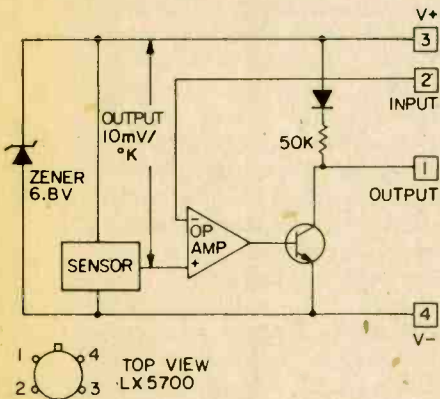 V+
3
2
INPUT
OUTPUT
10mV/
°K
50K
ZENER
6.8V
1
OUTPUT
-
OP
AMP
+
SENSOR
4
V-
1 4
2 3
TOP VIEW
LX5700